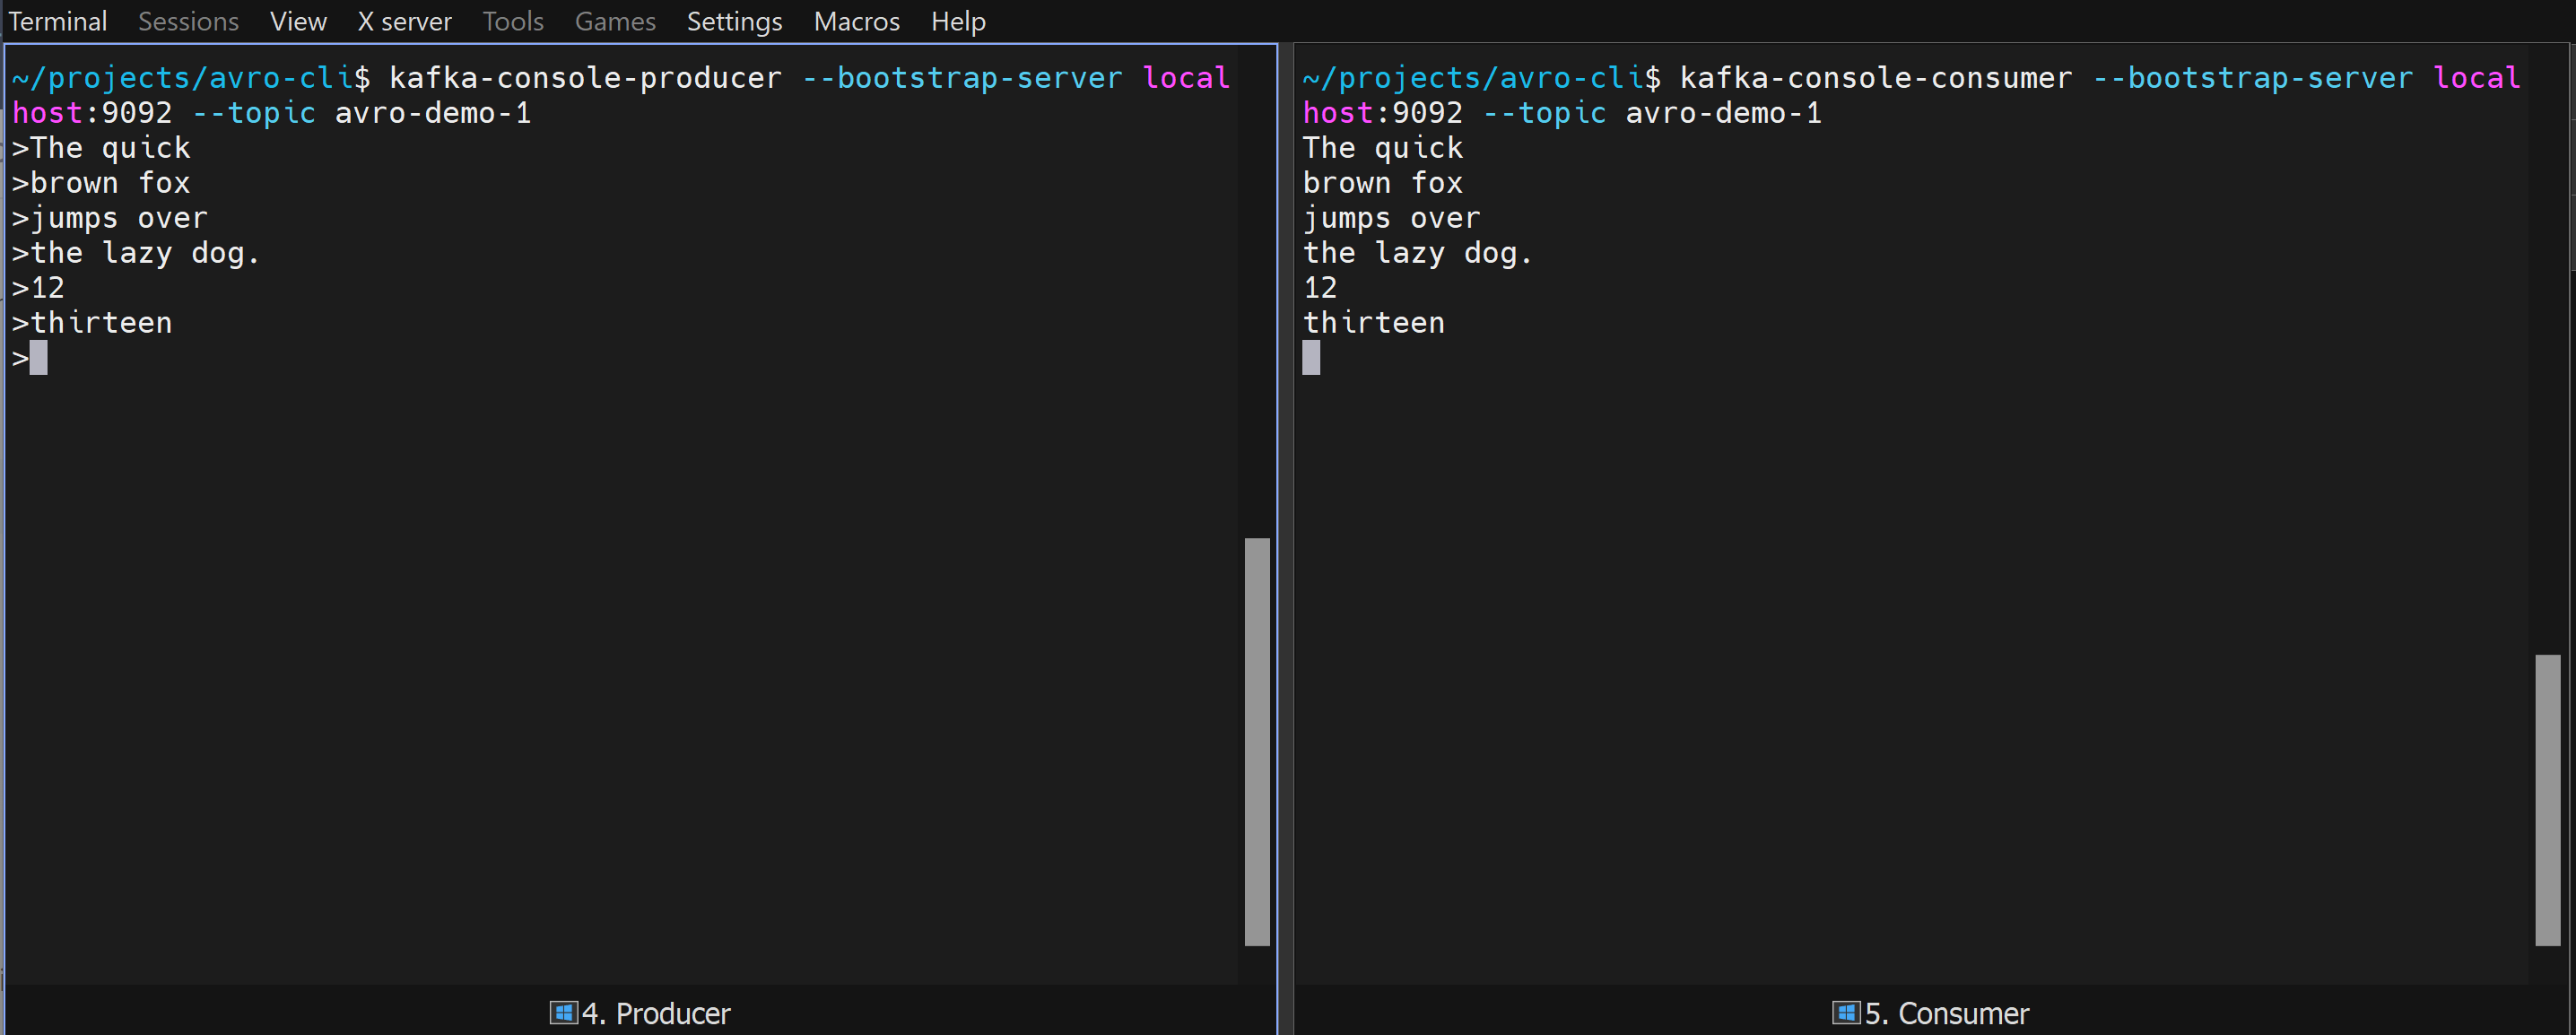 Terminal Sessions View X server Tools Games Settings Macros Help
~/projects/avro-cli$ kafka-console-producer --bootstrap-server local
host:9092 --topic avro-demo-1
>The quick
>brown fox
>jumps over
>the lazy dog.
>12
>thirteen
>
4. Producer
~/projects/avro-cli$ kafka-console-consumer --bootstrap-server local
host:9092 --topic avro-demo-1
The quick
brown fox
jumps over
the lazy dog.
12
thirteen
5. Consumer